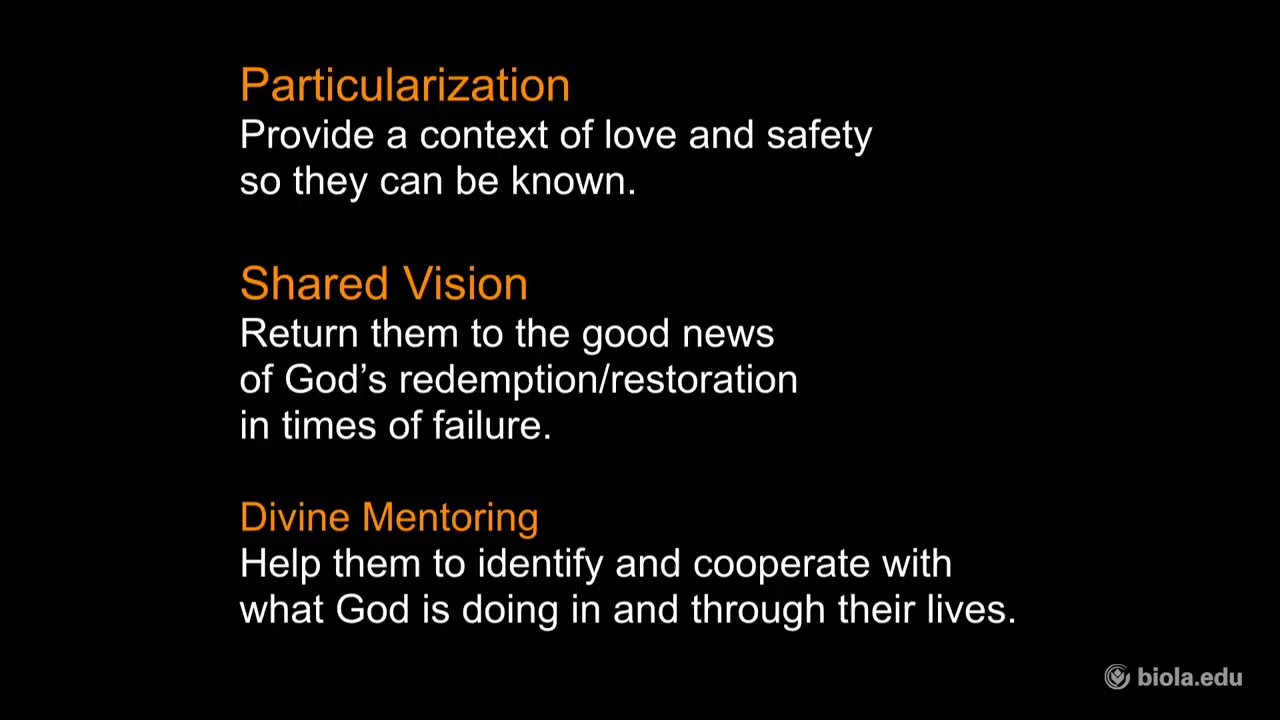 Particularization
Provide a context of love and safety
so they can be known.
Shared Vision
Return them to the good news
of God’s redemption/restoration
in times of failure.
Divine Mentoring
Help them to identify and cooperate with
what God is doing in and through their lives.
biola.edu